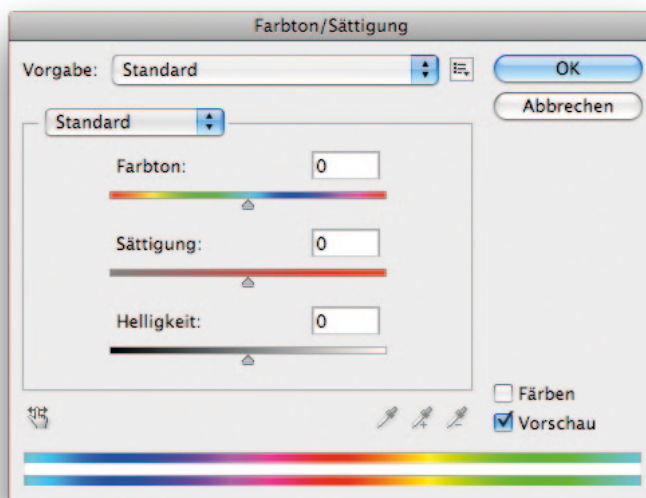 Farbton/Sättigung
Vorgabe: Standard
OK
Abbrechen
Standard
Farbton: 0
Sättigung: 0
Helligkeit: 0
Färben
Vorschau